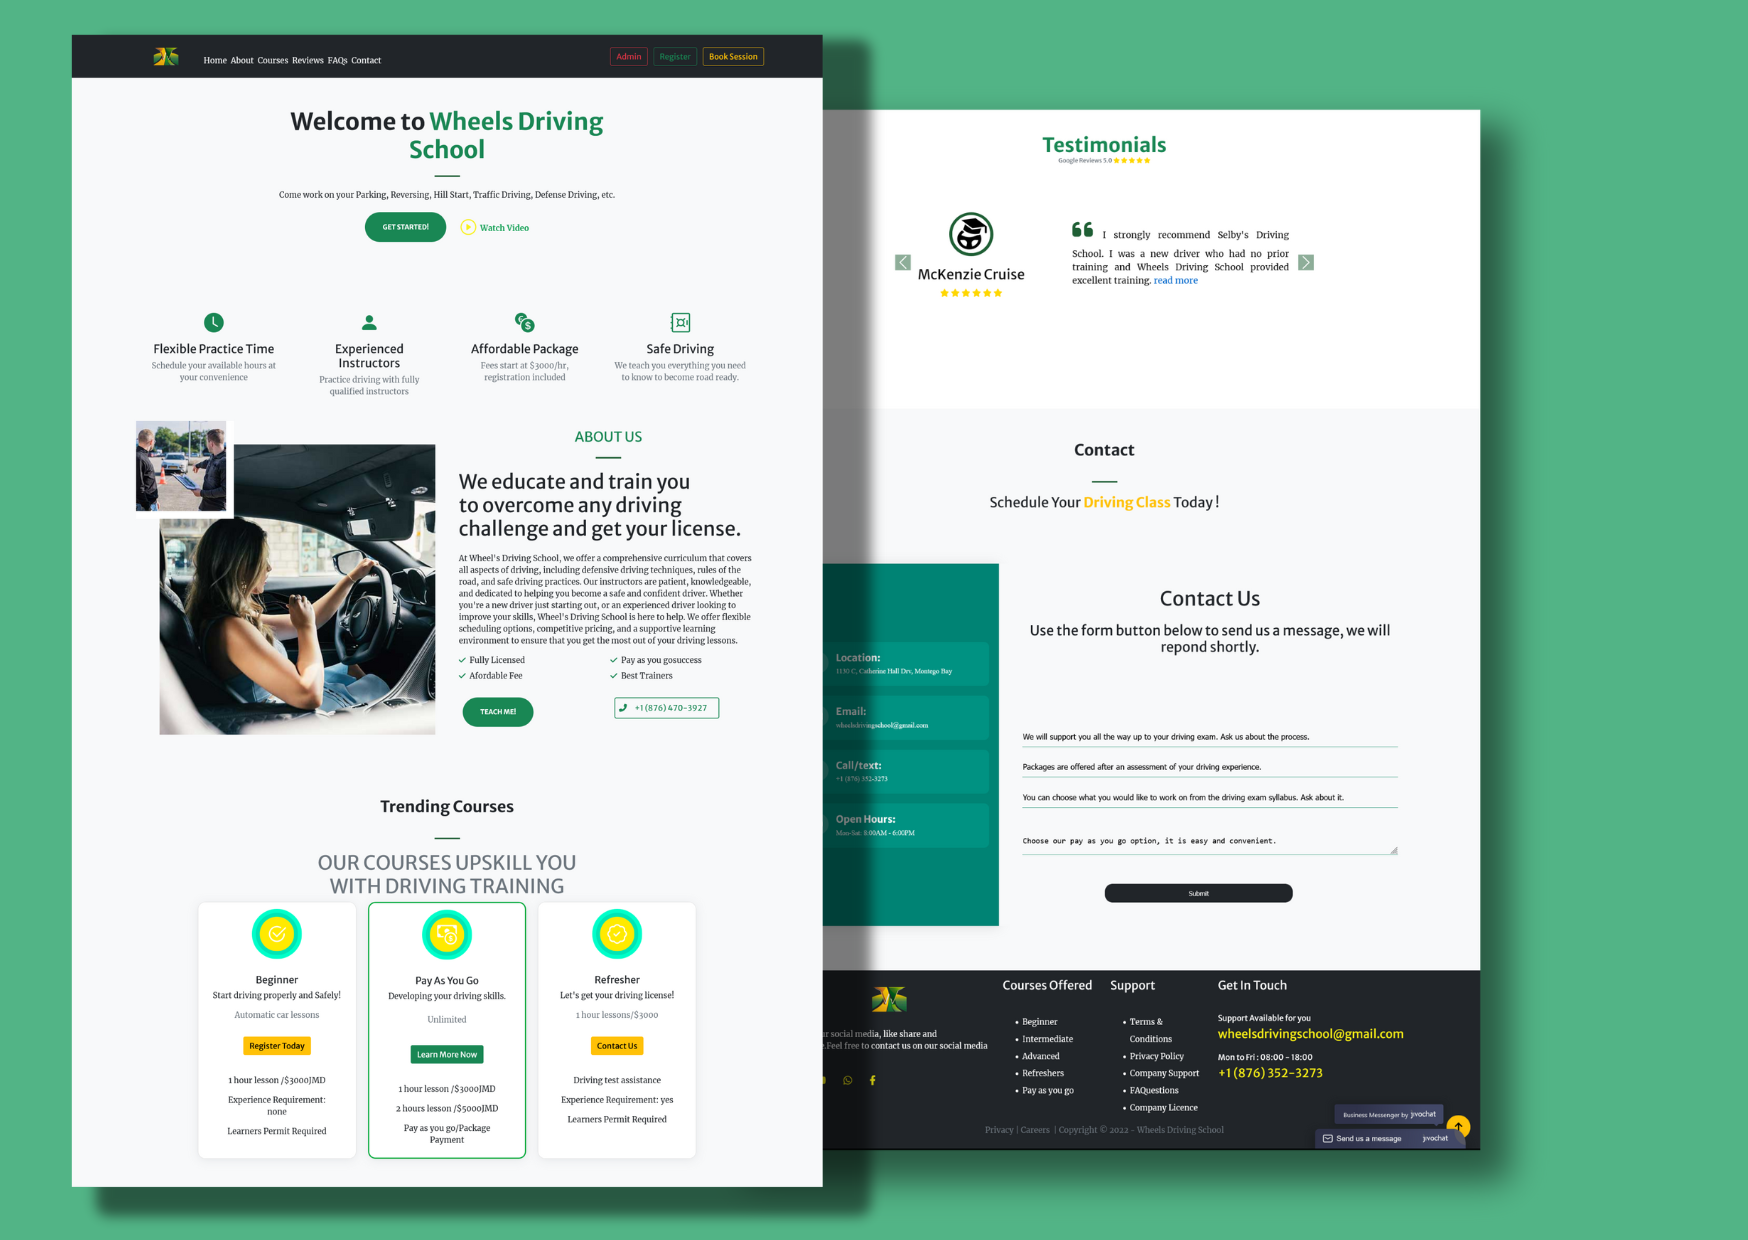 Home About Courses Reviews FAQs Contact
Admin
Register
Book Session
Welcome to Wheels Driving
School
Come work on your Parking, Reversing, Hill Start, Traffic Driving, Defense Driving, etc.
GET STARTED!
Watch Video
Flexible Practice Time
Schedule your available hours at
your convenience
Experienced
Instructors
Practice driving with fully
qualified instructors
Affordable Package
Fees start at $3000/hr,
registration included
Safe Driving
We teach you everything you need
to know to become road ready.
ABOUT US
We educate and train you
to overcome any driving
challenge and get your license.
At Wheel's Driving School, we offer a comprehensive curriculum that covers
all aspects of driving, including defensive driving techniques, rules of the
road, and safe driving practices. Our instructors are patient, knowledgeable,
and dedicated to helping you become a safe and confident driver. Whether
you're a new driver just starting out, or an experienced driver looking to
improve your skills, Wheel's Driving School is here to help. We offer flexible
scheduling options, competitive pricing, and a supportive learning
environment to ensure that you get the most out of your driving lessons.
Fully Licensed
Pay as you gosuccess
Afordable Fee
Best Trainers
TEACH ME!
+1 (876) 470-3927
Trending Courses
OUR COURSES UPSKILL YOU
WITH DRIVING TRAINING
Beginner
Start driving properly and Safely!
Automatic car lessons
Register Today
1 hour lesson /$3000JMD
Experience Requirement:
none
Learners Permit Required
Pay As You Go
Developing your driving skills.
Unlimited
Learn More Now
1 hour lesson /$3000JMD
2 hours lesson /$5000JMD
Pay as you go/Package
Payment
Refresher
Let's get your driving license!
1 hour lessons/$3000
Contact Us
Driving test assistance
Experience Requirement: yes
Learners Permit Required
Testimonials
Google Reviews 5.0
McKenzie Cruise
I strongly recommend Selby's Driving
School. I was a new driver who had no prior
training and Wheels Driving School provided
excellent training. read more
Contact
Schedule Your Driving Class Today !
Location:
1130 C, Catherine Hall Drv, Montego Bay
Email:
wheelsdrivingschool@gmail.com
Call/text:
+1 (876) 352-3273
Open Hours:
Mon-Sat: 8:00AM - 6:00PM
Contact Us
Use the form button below to send us a message, we will
repond shortly.
We will support you all the way up to your driving exam. Ask us about the process.
Packages are offered after an assessment of your driving experience.
You can choose what you would like to work on from the driving exam syllabus. Ask about it.
Choose our pay as you go option, it is easy and convenient.
Submit
social media, like share and
Feel free to contact us on our social media
Courses Offered
Beginner
Intermediate
Advanced
Refreshers
Pay as you go
Support
Terms &
Conditions
Privacy Policy
Company Support
FAQuestions
Company Licence
Get In Touch
Support Available for you
wheelsdrivingschool@gmail.com
Mon to Fri : 08:00 - 18:00
+1 (876) 352-3273
Privacy | Careers | Copyright © 2022 - Wheels Driving School
Business Messenger by jivochat
Send us a message jivochat